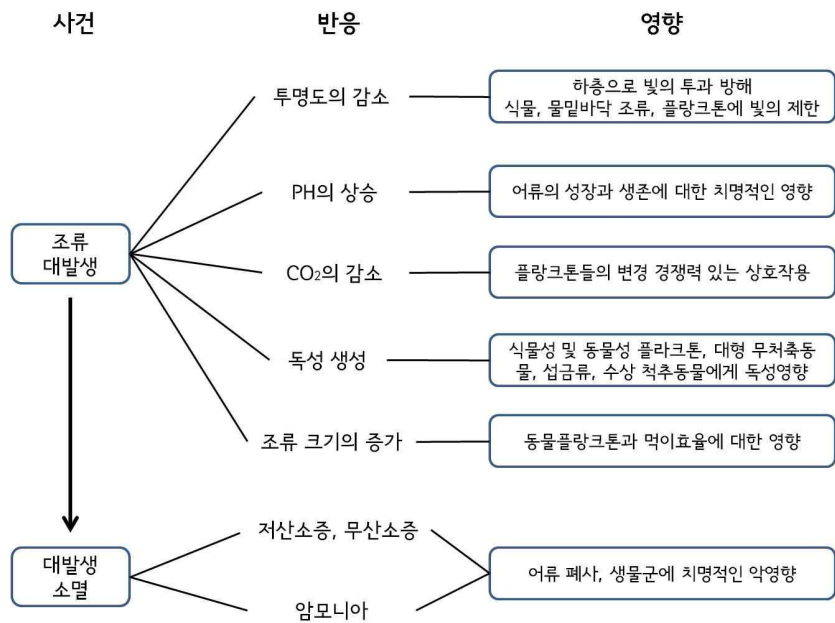 사건
반응
영향
투명도의 감소
하층으로 빛의 투과 방해
식물, 물밑바닥 조류, 플랑크톤에 빛의 제한
PH의 상승
어류의 성장과 생존에 대한 치명적인 영향
조류
대발생
CO₂의 감소
플랑크톤들의 변경 경쟁력 있는 상호작용
독성 생성
식물성 및 동물성 플라크톤, 대형 무처축동
물, 섭금류, 수상 척추동물에게 독성영향
조류 크기의 증가
동물플랑크톤과 먹이효율에 대한 영향
저산소증, 무산소증
대발생
소멸
어류 폐사, 생물군에 치명적인 악영향
암모니아